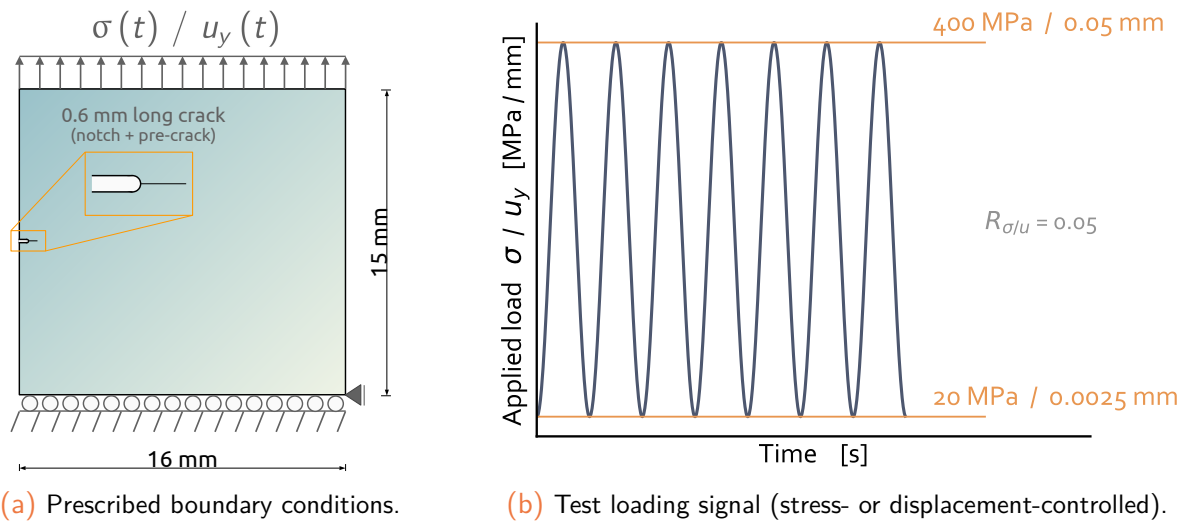 σ (t) / u_y (t)
0.6 mm long crack
(notch + pre-crack)
15 mm
16 mm
(a) Prescribed boundary conditions.
Applied load σ / u_y [MPa / mm]
400 MPa / 0.05 mm
R_σ/u = 0.05
20 MPa / 0.0025 mm
Time [s]
(b) Test loading signal (stress- or displacement-controlled).